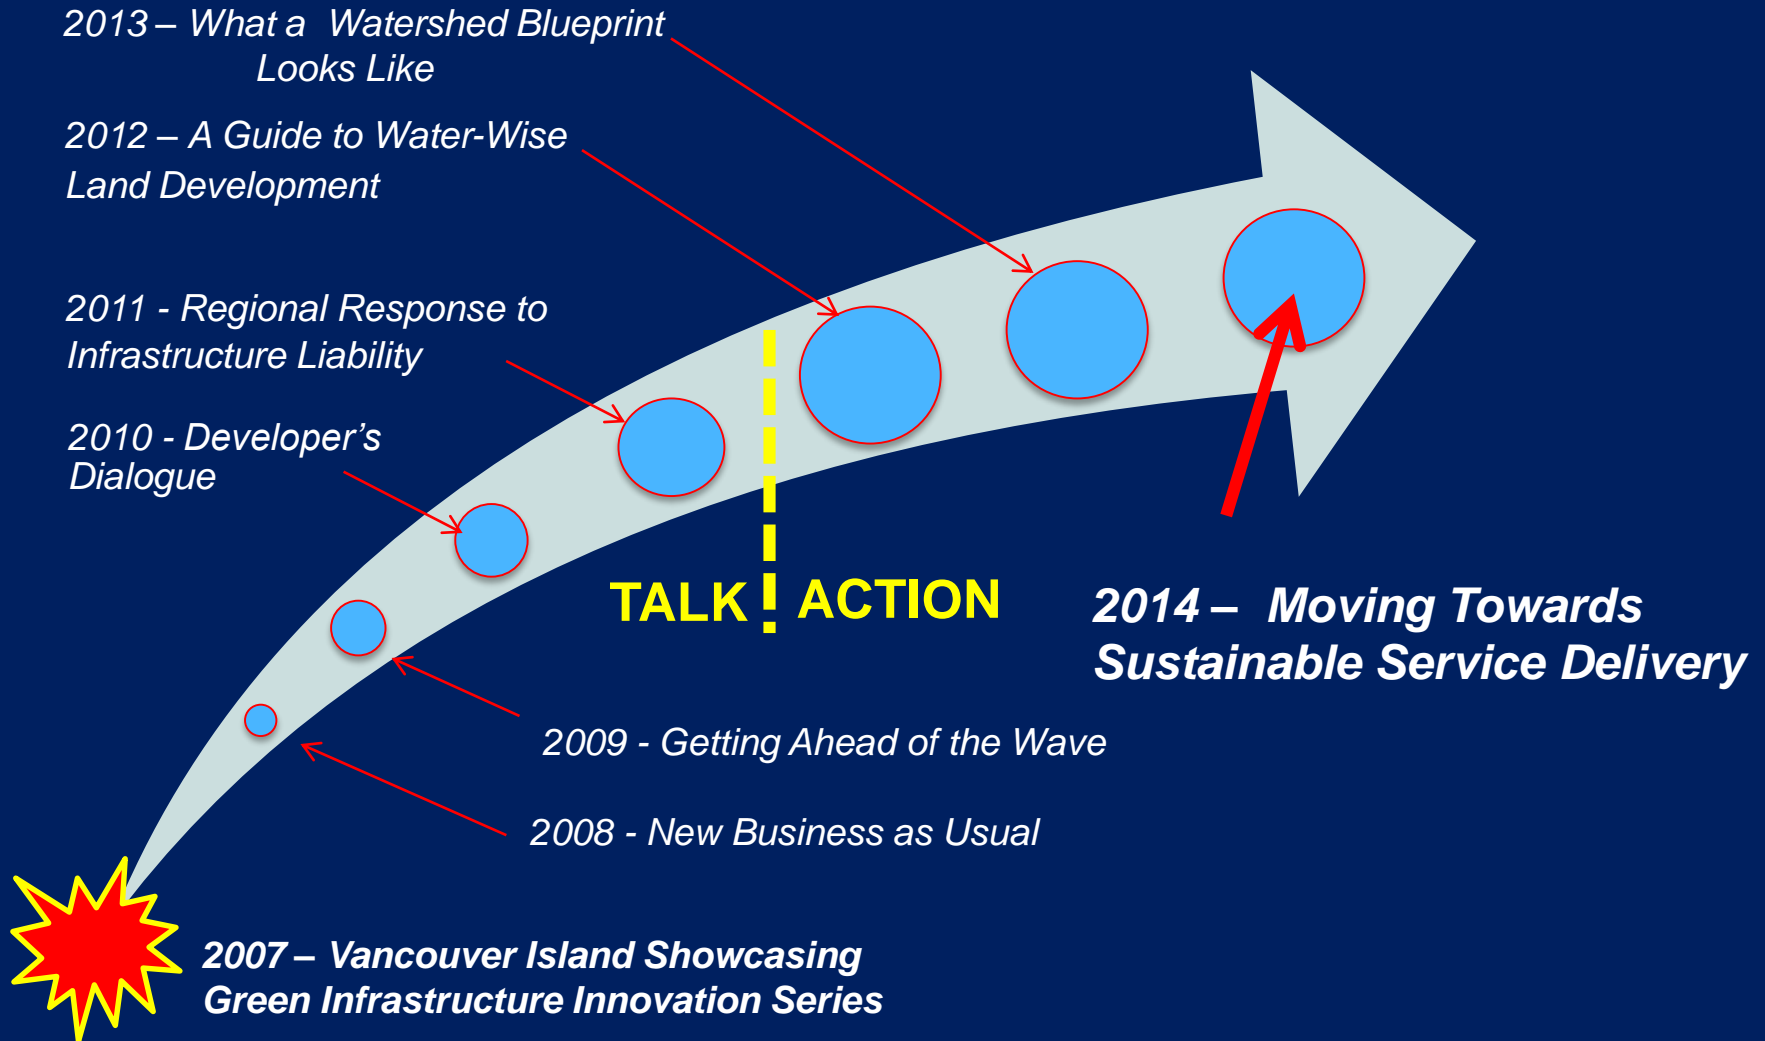 2013 – What a Watershed Blueprint
Looks Like
2012 – A Guide to Water-Wise
Land Development
2011 - Regional Response to
Infrastructure Liability
2010 - Developer’s
Dialogue
TALK
ACTION
2014 – Moving Towards
Sustainable Service Delivery
2009 - Getting Ahead of the Wave
2008 - New Business as Usual
2007 – Vancouver Island Showcasing
Green Infrastructure Innovation Series